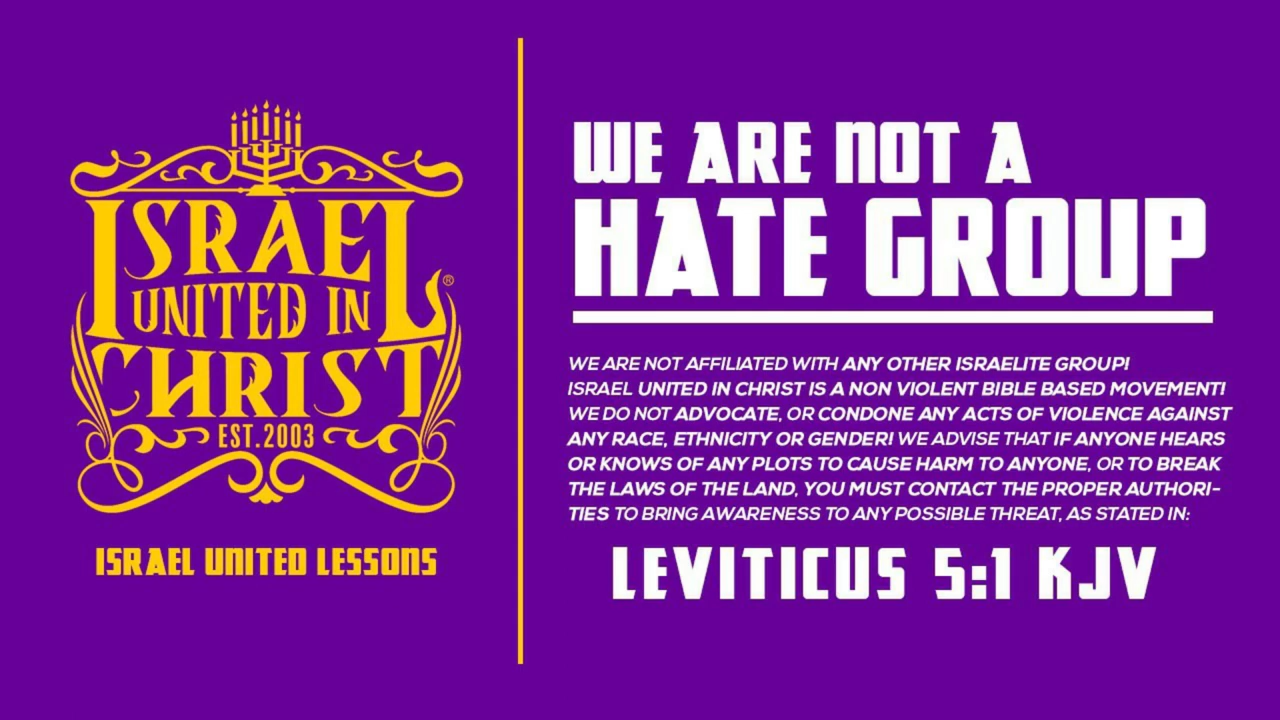 ISRAEL
UNITED IN
CHRIST
®
EST.2003
ISRAEL UNITED LESSONS
WE ARE NOT A
HATE GROUP
WE ARE NOT AFFILIATED WITH ANY OTHER ISRAELITE GROUP!
ISRAEL UNITED IN CHRIST IS A NON VIOLENT BIBLE BASED MOVEMENT!
WE DO NOT ADVOCATE, OR CONDONE ANY ACTS OF VIOLENCE AGAINST
ANY RACE, ETHNICITY OR GENDER! WE ADVISE THAT IF ANYONE HEARS
OR KNOWS OF ANY PLOTS TO CAUSE HARM TO ANYONE, OR TO BREAK
THE LAWS OF THE LAND, YOU MUST CONTACT THE PROPER AUTHORI-
TIES TO BRING AWARENESS TO ANY POSSIBLE THREAT, AS STATED IN:
LEVITICUS 5:1 KJV